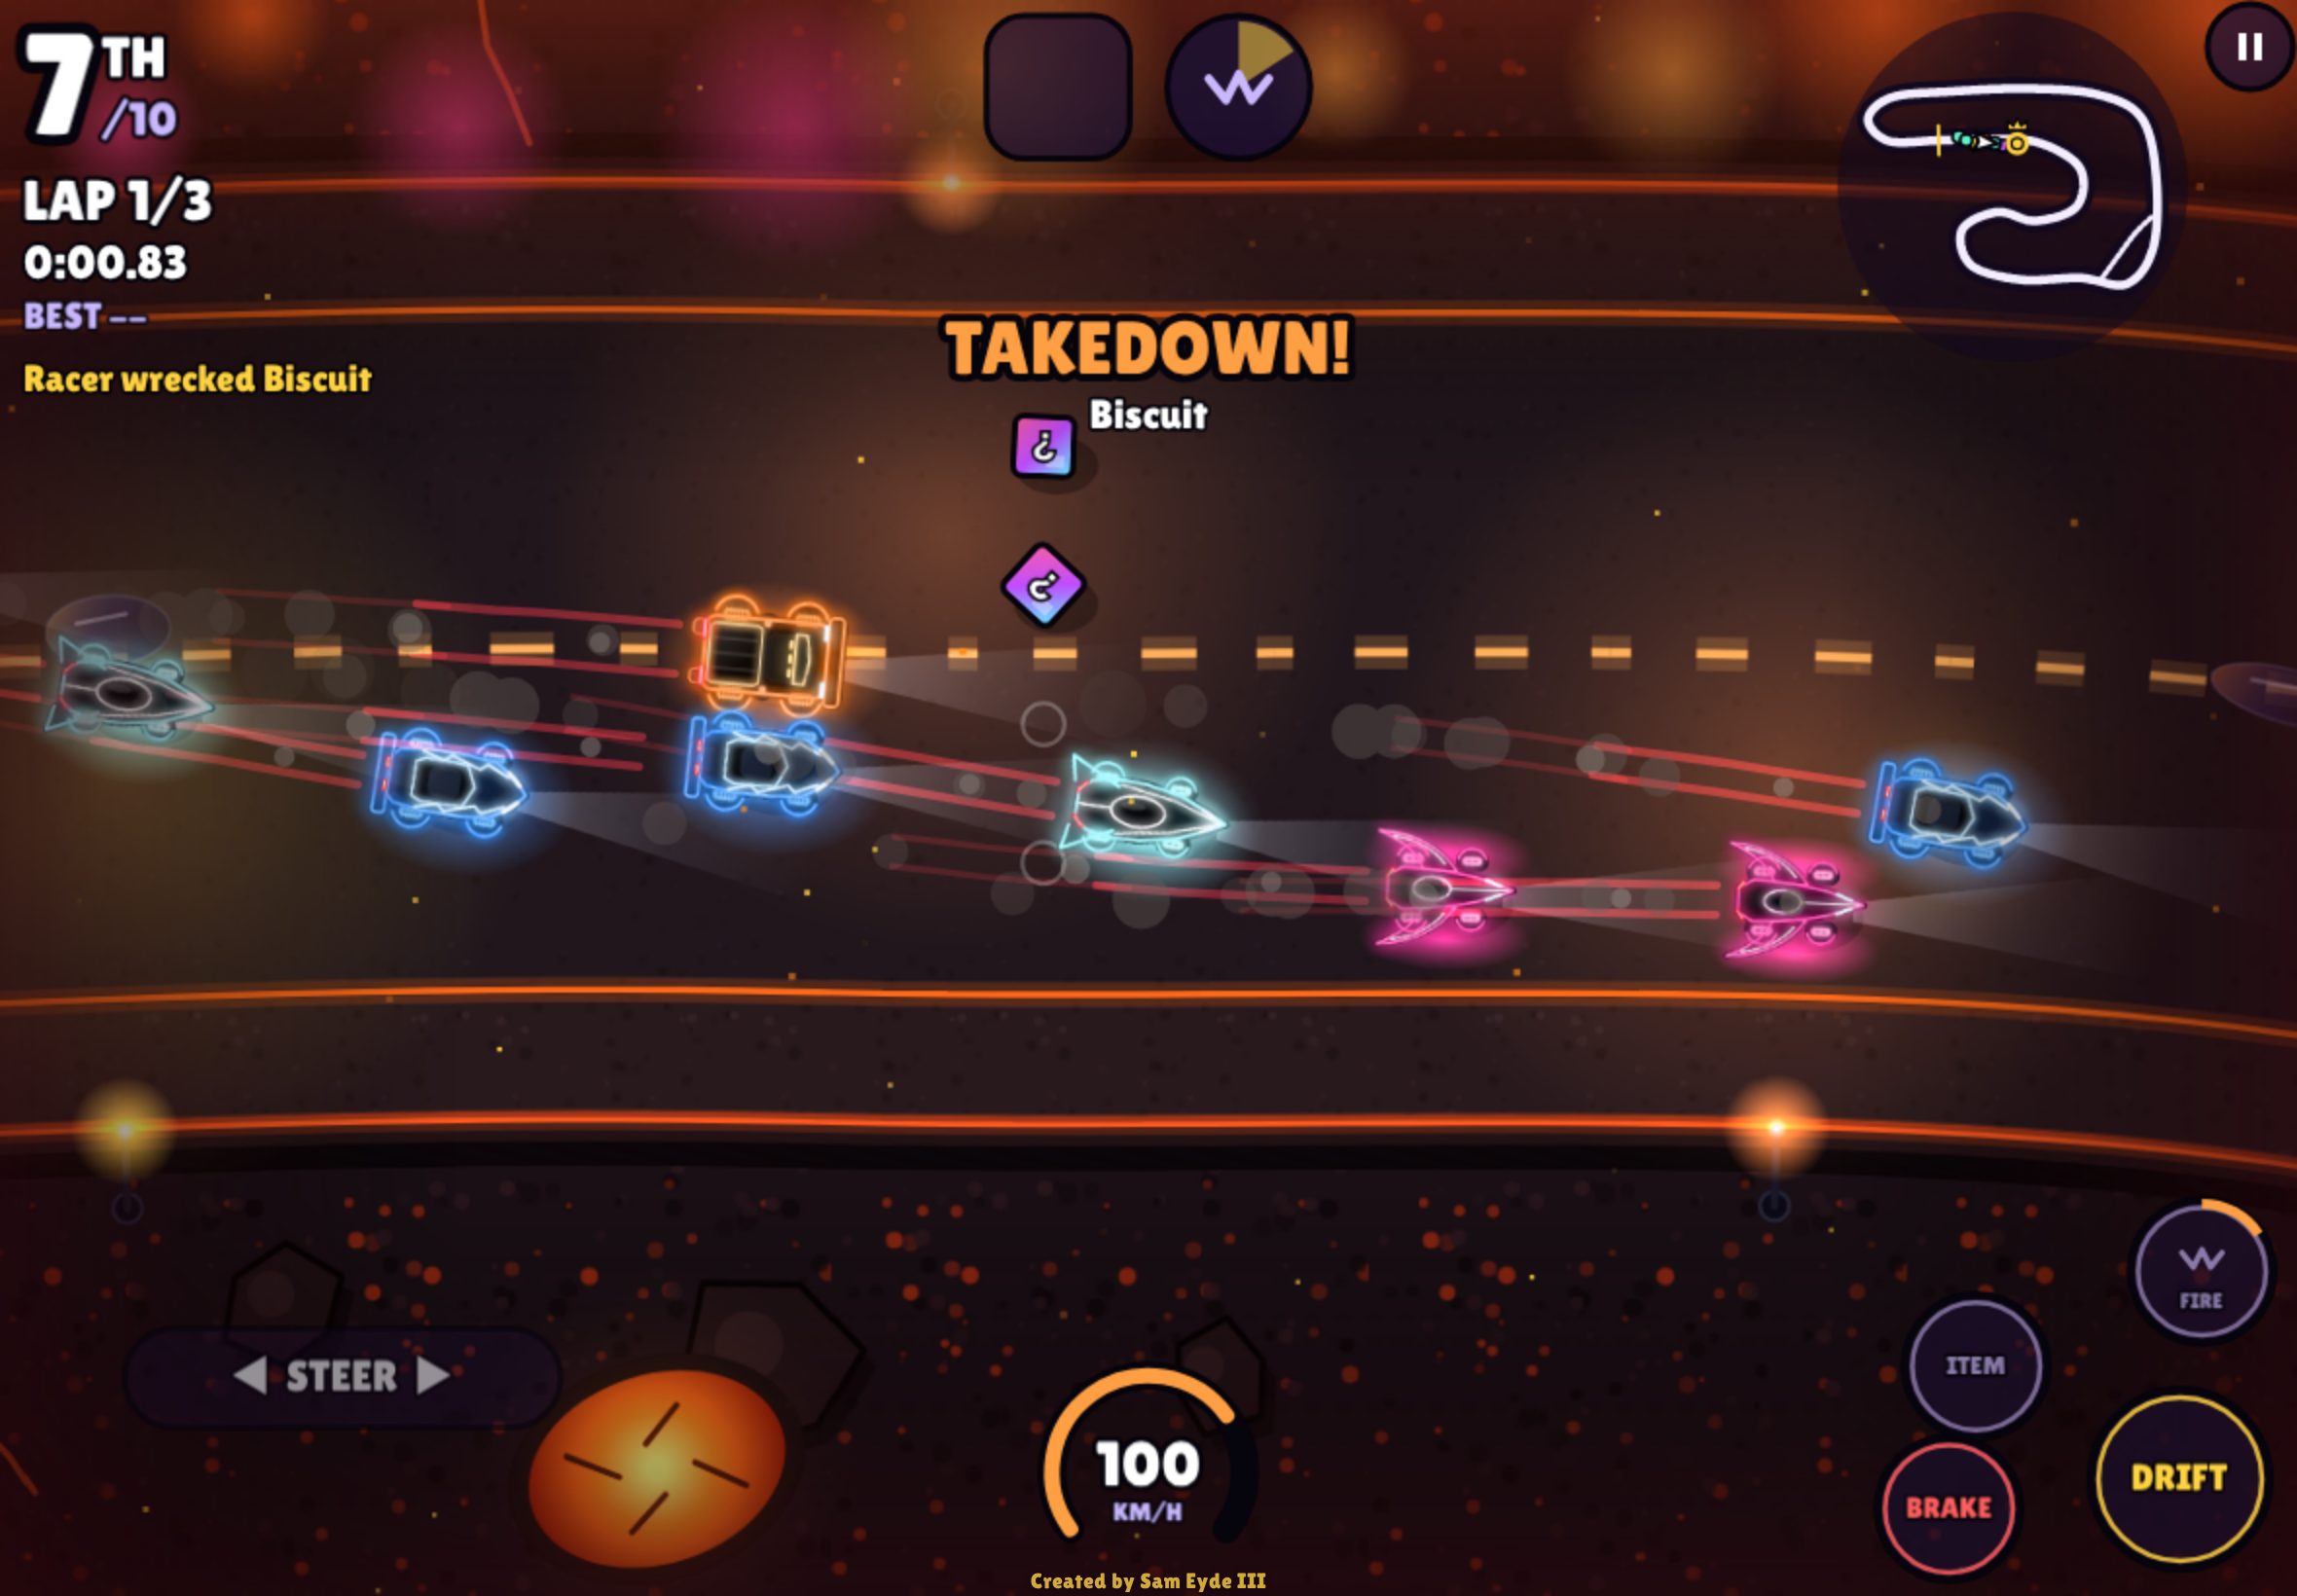 7TH
/10
LAP 1/3
0:00.83
BEST --
Racer wrecked Biscuit
TAKEDOWN!
Biscuit
?
?
FIRE
ITEM
STEER
100
KM/H
BRAKE
DRIFT
Created by Sam Eyde III